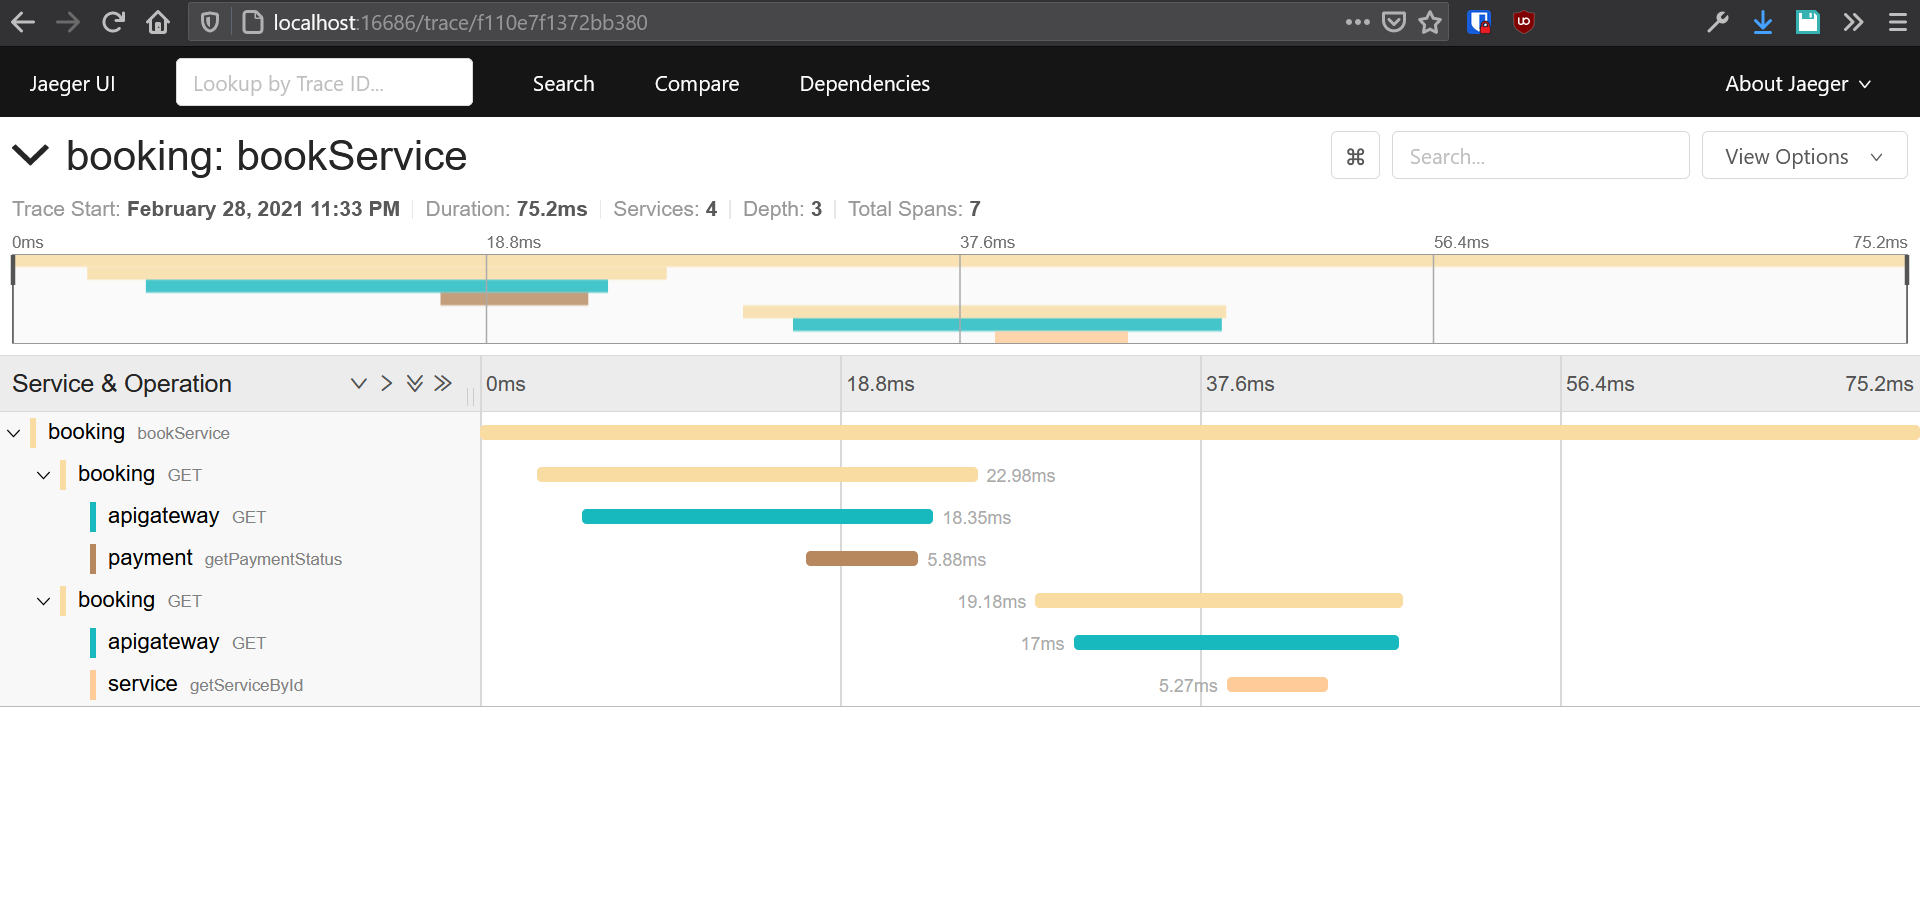 localhost:16686/trace/f110e7f1372bb380
Jaeger UI Lookup by Trace ID... Search Compare Dependencies About Jaeger
booking: bookService ⌘ Search... View Options
Trace Start: February 28, 2021 11:33 PM Duration: 75.2ms Services: 4 Depth: 3 Total Spans: 7
0ms 18.8ms 37.6ms 56.4ms 75.2ms
Service & Operation 0ms 18.8ms 37.6ms 56.4ms 75.2ms
booking bookService
booking GET 22.98ms
apigateway GET 18.35ms
payment getPaymentStatus 5.88ms
booking GET 19.18ms
apigateway GET 17ms
service getServiceById 5.27ms